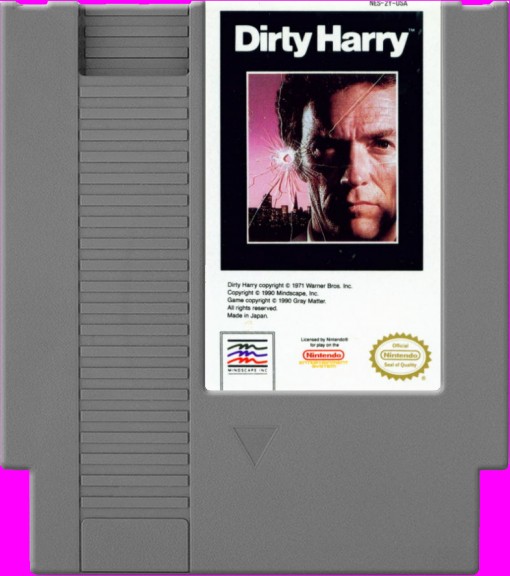 NES-ZY-USA
Dirty Harry™
Dirty Harry copyright © 1971 Warner Bros. Inc.
Copyright © 1990 Mindscape, Inc.
Game copyright © 1990 Gray Matter.
All rights reserved.
Made in Japan.
MINDSCAPE INC
Licensed by Nintendo®
for play on the
Nintendo
Official
Nintendo
Seal of Quality
®